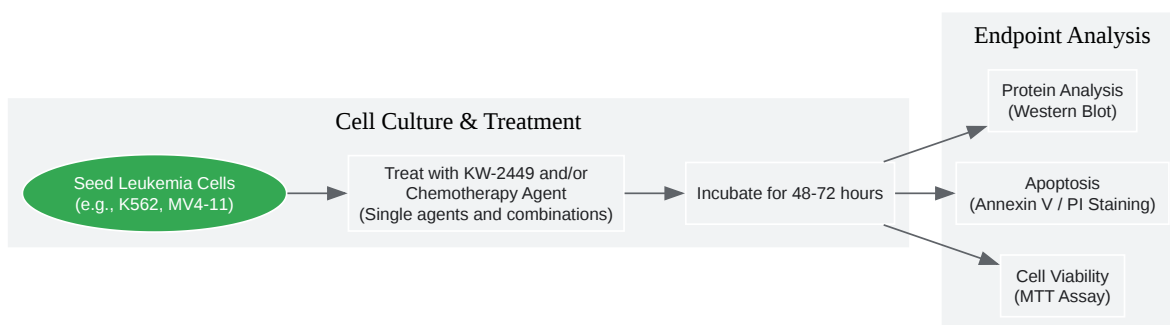 Cell Culture & Treatment
Seed Leukemia Cells
(e.g., K562, MV4-11)
Treat with KW-2449 and/or
Chemotherapy Agent
(Single agents and combinations)
Incubate for 48-72 hours
Endpoint Analysis
Protein Analysis
(Western Blot)
Apoptosis
(Annexin V / PI Staining)
Cell Viability
(MTT Assay)